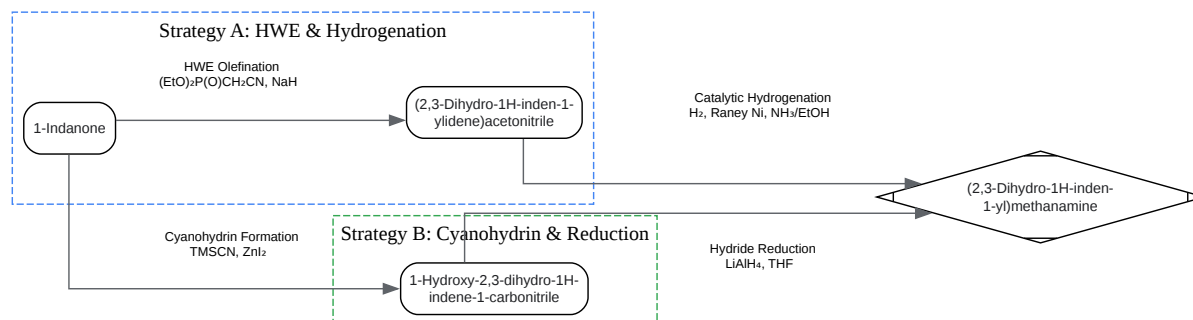 Strategy A: HWE & Hydrogenation
HWE Olefination
(EtO)₂P(O)CH₂CN, NaH
1-Indanone
(2,3-Dihydro-1H-inden-1-
ylidene)acetonitrile
Catalytic Hydrogenation
H₂, Raney Ni, NH₃/EtOH
(2,3-Dihydro-1H-inden-
1-yl)methanamine
Cyanohydrin Formation
TMSCN, ZnI₂
Strategy B: Cyanohydrin & Reduction
1-Hydroxy-2,3-dihydro-1H-
indene-1-carbonitrile
Hydride Reduction
LiAlH₄, THF